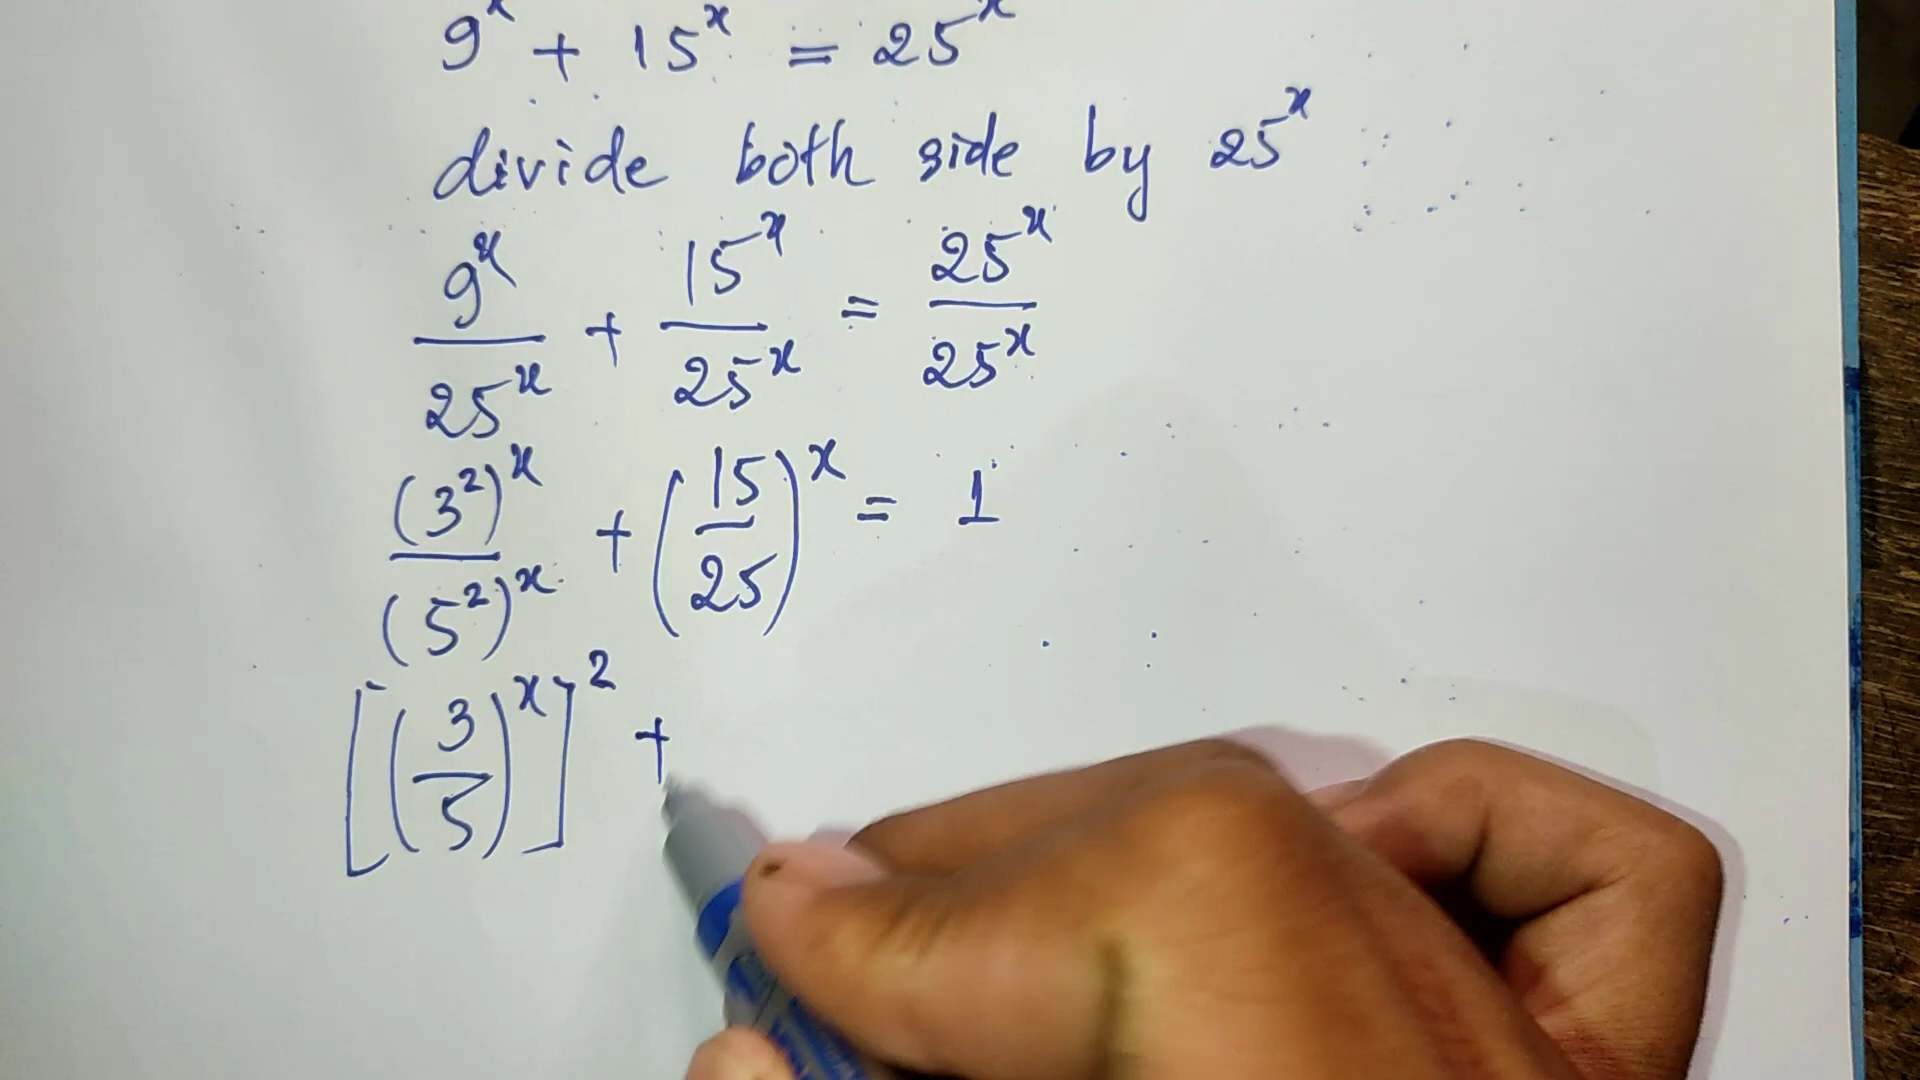 9^x + 15^x = 25^x
divide both side by 25^x
9^x/25^x + 15^x/25^x = 25^x/25^x
(3^2)^x/(5^2)^x + (15/25)^x = 1
[(3/5)^x]^2 +